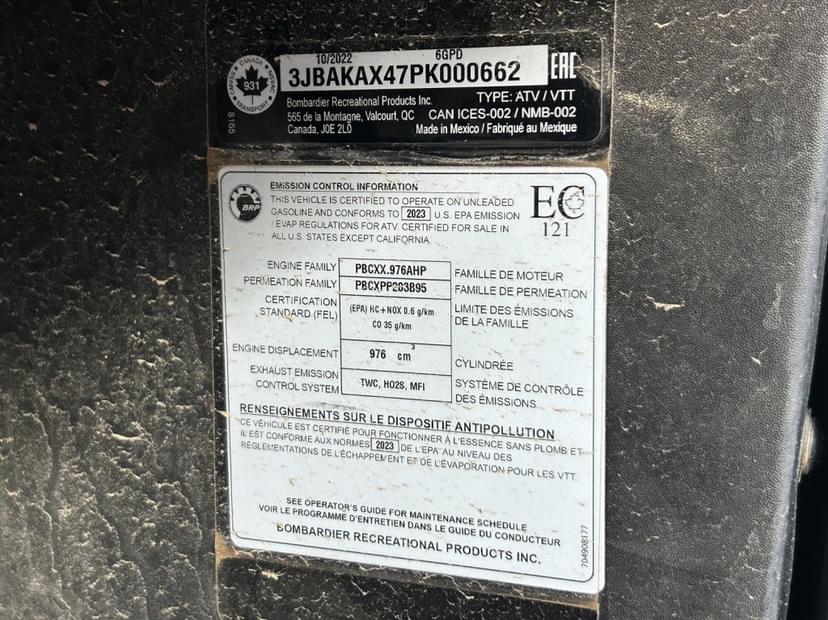 10/2022 6GPD
CANADA
931
TRANSPORT
3JBAKAX47PK000662 EAC
Bombardier Recreational Products Inc. TYPE: ATV / VTT
565 de la Montagne, Valcourt, QC CAN ICES-002 / NMB-002
Canada, J0E 2L0 Made in Mexico / Fabriqué au Mexique
8165
BRP
EMISSION CONTROL INFORMATION
THIS VEHICLE IS CERTIFIED TO OPERATE ON UNLEADED
GASOLINE AND CONFORMS TO 2023 U.S. EPA EMISSION
/ EVAP REGULATIONS FOR ATV. CERTIFIED FOR SALE IN
ALL U.S. STATES EXCEPT CALIFORNIA.
EC
121
ENGINE FAMILY PBCXX.976AHP FAMILLE DE MOTEUR
PERMEATION FAMILY PBCXPP203B95 FAMILLE DE PERMEATION
CERTIFICATION (EPA) HC+NOX 0.6 g/km LIMITE DES ÉMISSIONS
STANDARD (FEL) CO 35 g/km DE LA FAMILLE
ENGINE DISPLACEMENT 976 cm³ CYLINDRÉE
EXHAUST EMISSION TWC, HO2S, MFI SYSTÈME DE CONTRÔLE
CONTROL SYSTEM DES ÉMISSIONS
RENSEIGNEMENTS SUR LE DISPOSITIF ANTIPOLLUTION
CE VÉHICULE EST CERTIFIÉ POUR FONCTIONNER À L'ESSENCE SANS PLOMB ET
IL EST CONFORME AUX NORMES 2023 DE L'EPA AU NIVEAU DES
RÉGLEMENTATIONS DE L'ÉCHAPPEMENT ET DE L'ÉVAPORATION POUR LES VTT.
SEE OPERATOR'S GUIDE FOR MAINTENANCE SCHEDULE
VOIR LE PROGRAMME D'ENTRETIEN DANS LE GUIDE DU CONDUCTEUR
BOMBARDIER RECREATIONAL PRODUCTS INC.
704908177